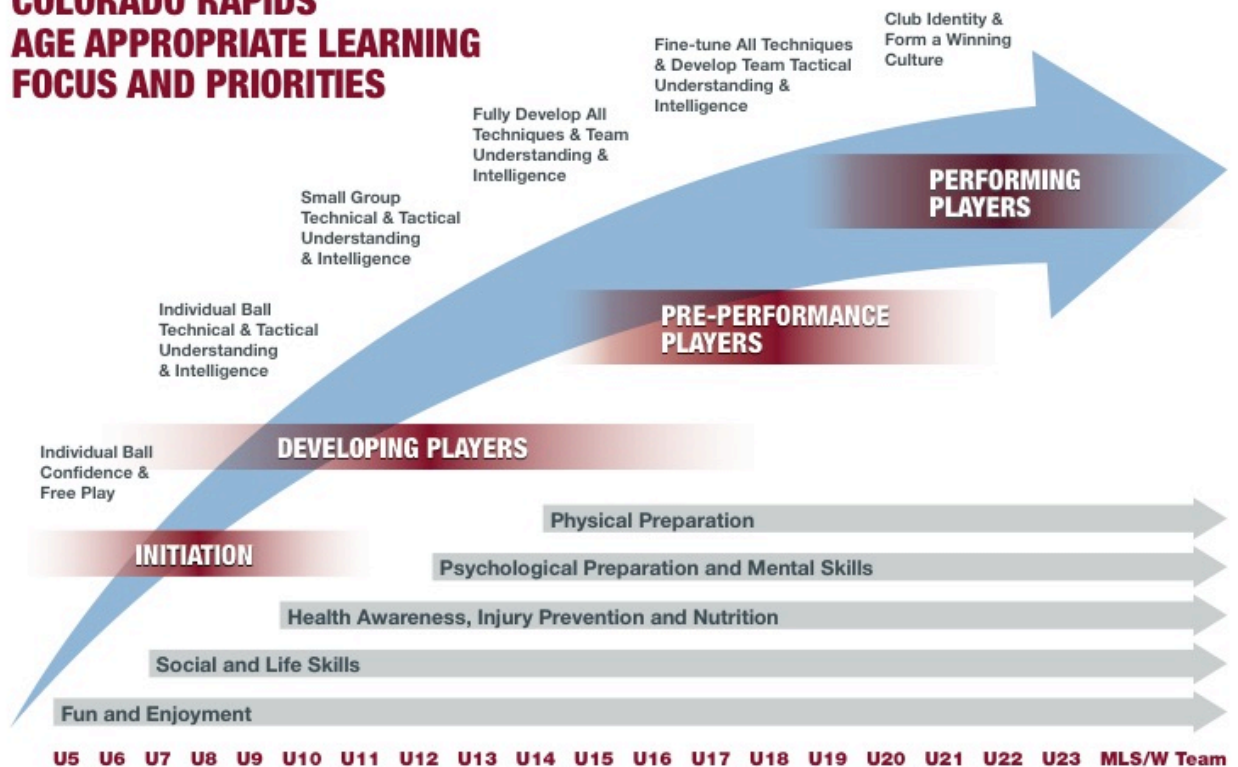 COLORADO RAPIDS
AGE APPROPRIATE LEARNING
FOCUS AND PRIORITIES
Club Identity &
Form a Winning
Culture
Fine-tune All Techniques
& Develop Team Tactical
Understanding &
Intelligence
Fully Develop All
Techniques & Team
Understanding &
Intelligence
Small Group
Technical & Tactical
Understanding
& Intelligence
Individual Ball
Technical & Tactical
Understanding
& Intelligence
Individual Ball
Confidence &
Free Play
PERFORMING
PLAYERS
PRE-PERFORMANCE
PLAYERS
DEVELOPING PLAYERS
INITIATION
Physical Preparation
Psychological Preparation and Mental Skills
Health Awareness, Injury Prevention and Nutrition
Social and Life Skills
Fun and Enjoyment
U5 U6 U7 U8 U9 U10 U11 U12 U13 U14 U15 U16 U17 U18 U19 U20 U21 U22 U23 MLS/W Team